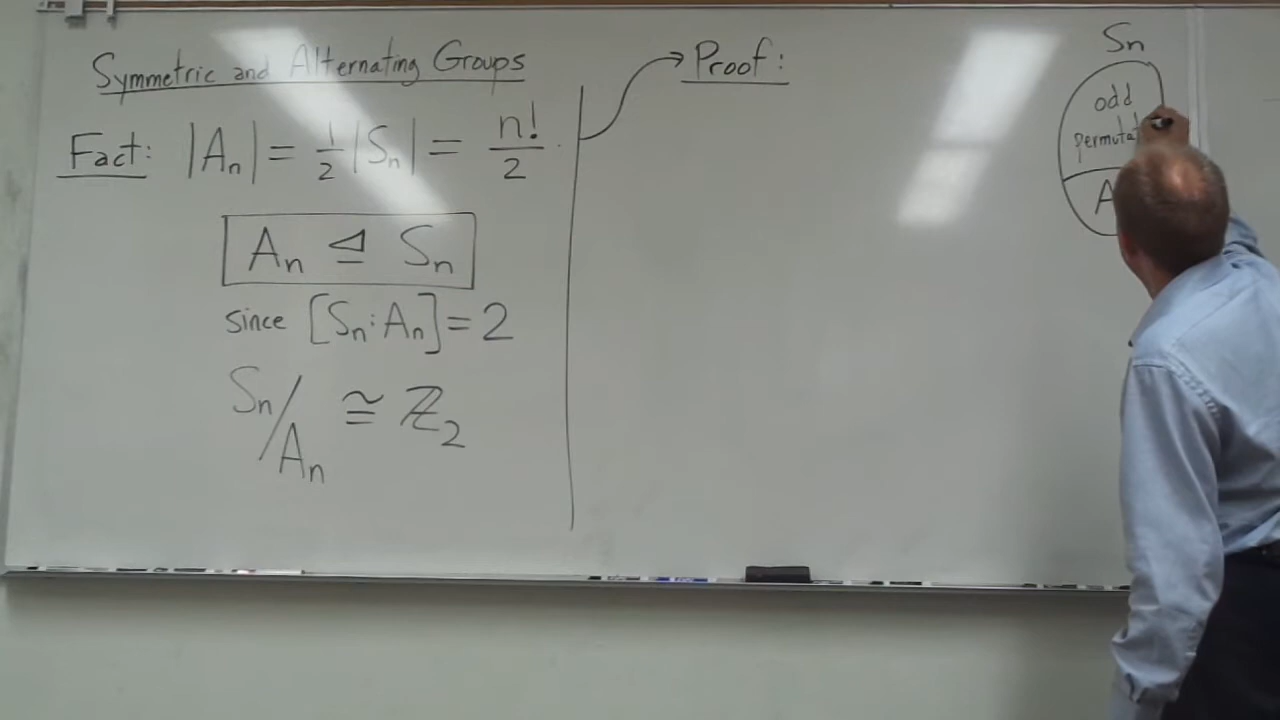 Symmetric and Alternating Groups
Fact: |Aₙ| = 1/2 |Sₙ| = n!/2
Aₙ ⊴ Sₙ
since [Sₙ:Aₙ] = 2
Sₙ/Aₙ ≅ ℤ₂
Proof:
Sn
odd
A